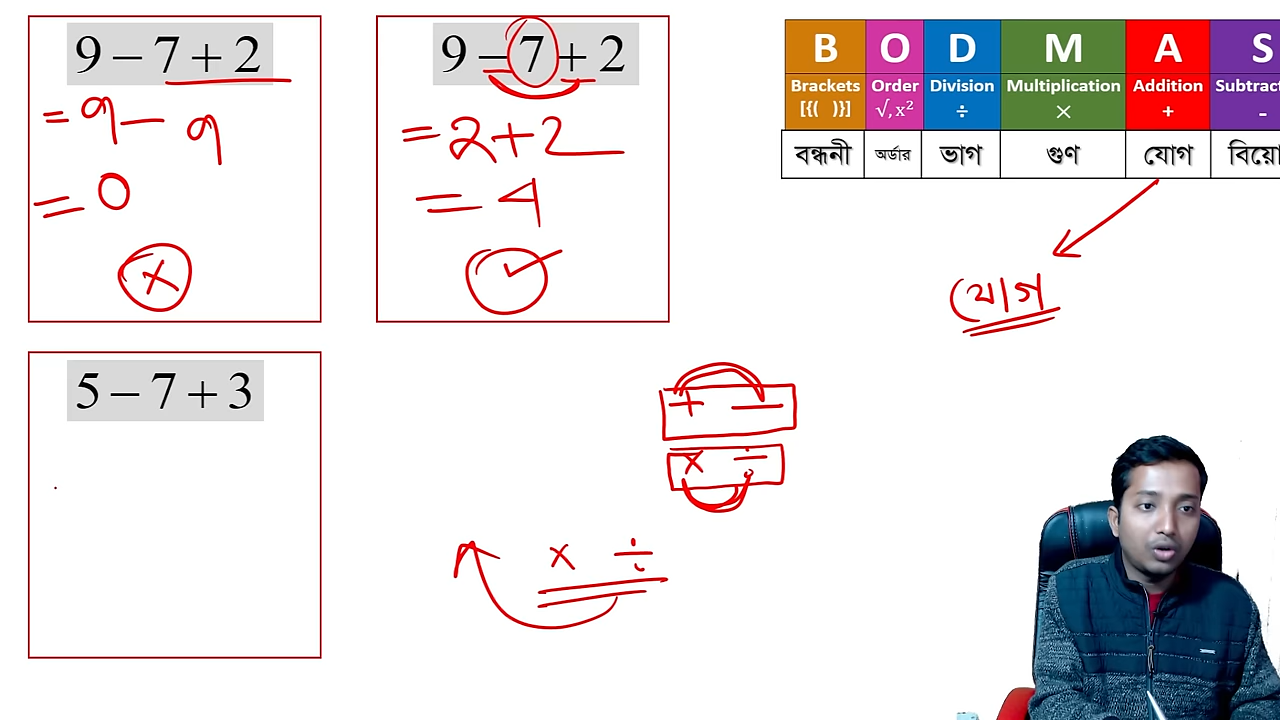 9 − 7 + 2
= 9 − 9
= 0
×
9 − 7 + 2
= 2 + 2
= 4
✓
B O D M A S
Brackets Order Division Multiplication Addition Subtract
[{( )}] √, x² ÷ × + -
বন্ধনী অর্ডার ভাগ গুণ যোগ বিয়ো
যোগ
5 − 7 + 3
+ −
× ÷
× ÷